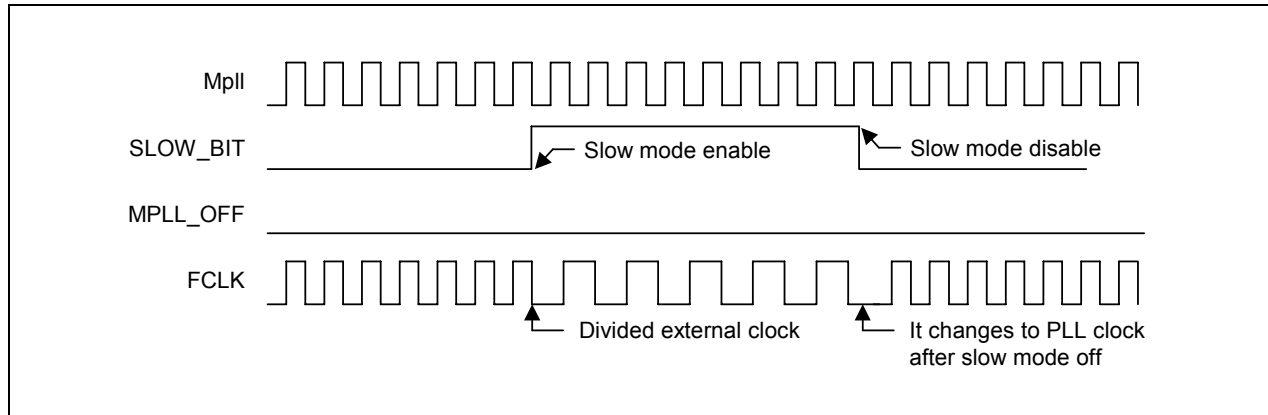 Mpll
SLOW_BIT
Slow mode enable
Slow mode disable
MPLL_OFF
FCLK
Divided external clock
It changes to PLL clock
after slow mode off